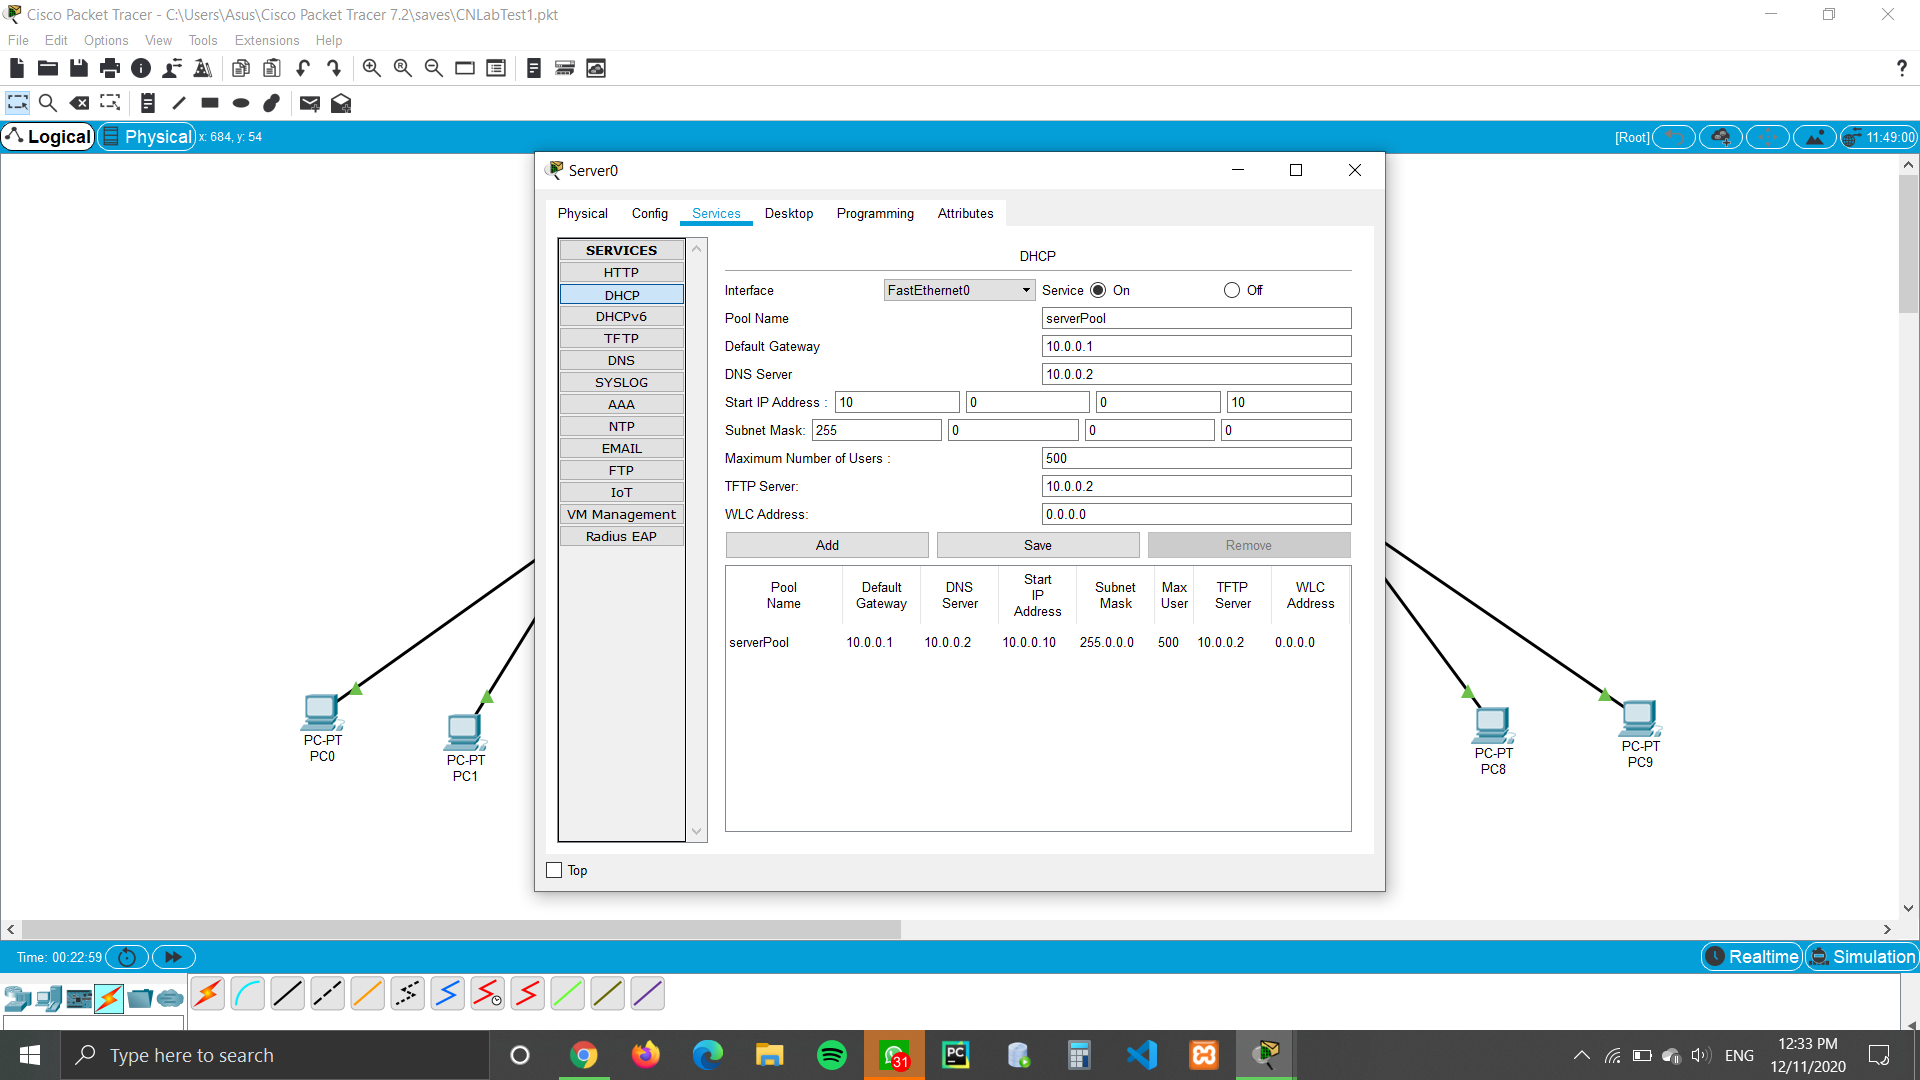 Cisco Packet Tracer - C:\Users\Asus\Cisco Packet Tracer 7.2\saves\CNLabTest1.pkt
File Edit Options View Tools Extensions Help
?
Logical Physical x: 684, y: 54 [Root] 11:49:00
Server0
Physical Config Services Desktop Programming Attributes
SERVICES
HTTP
DHCP
DHCPv6
TFTP
DNS
SYSLOG
AAA
NTP
EMAIL
FTP
IoT
VM Management
Radius EAP
DHCP
Interface FastEthernet0 Service On Off
Pool Name serverPool
Default Gateway 10.0.0.1
DNS Server 10.0.0.2
Start IP Address : 10 0 0 10
Subnet Mask: 255 0 0 0
Maximum Number of Users : 500
TFTP Server: 10.0.0.2
WLC Address: 0.0.0.0
Add Save Remove
Pool Name Default Gateway DNS Server Start IP Address Subnet Mask Max User TFTP Server WLC Address
serverPool 10.0.0.1 10.0.0.2 10.0.0.10 255.0.0.0 500 10.0.0.2 0.0.0.0
Top
PC-PT
PC0
PC-PT
PC1
PC-PT
PC8
PC-PT
PC9
Time: 00:22:59 Realtime Simulation
Type here to search
31
PC
ENG
12:33 PM
12/11/2020